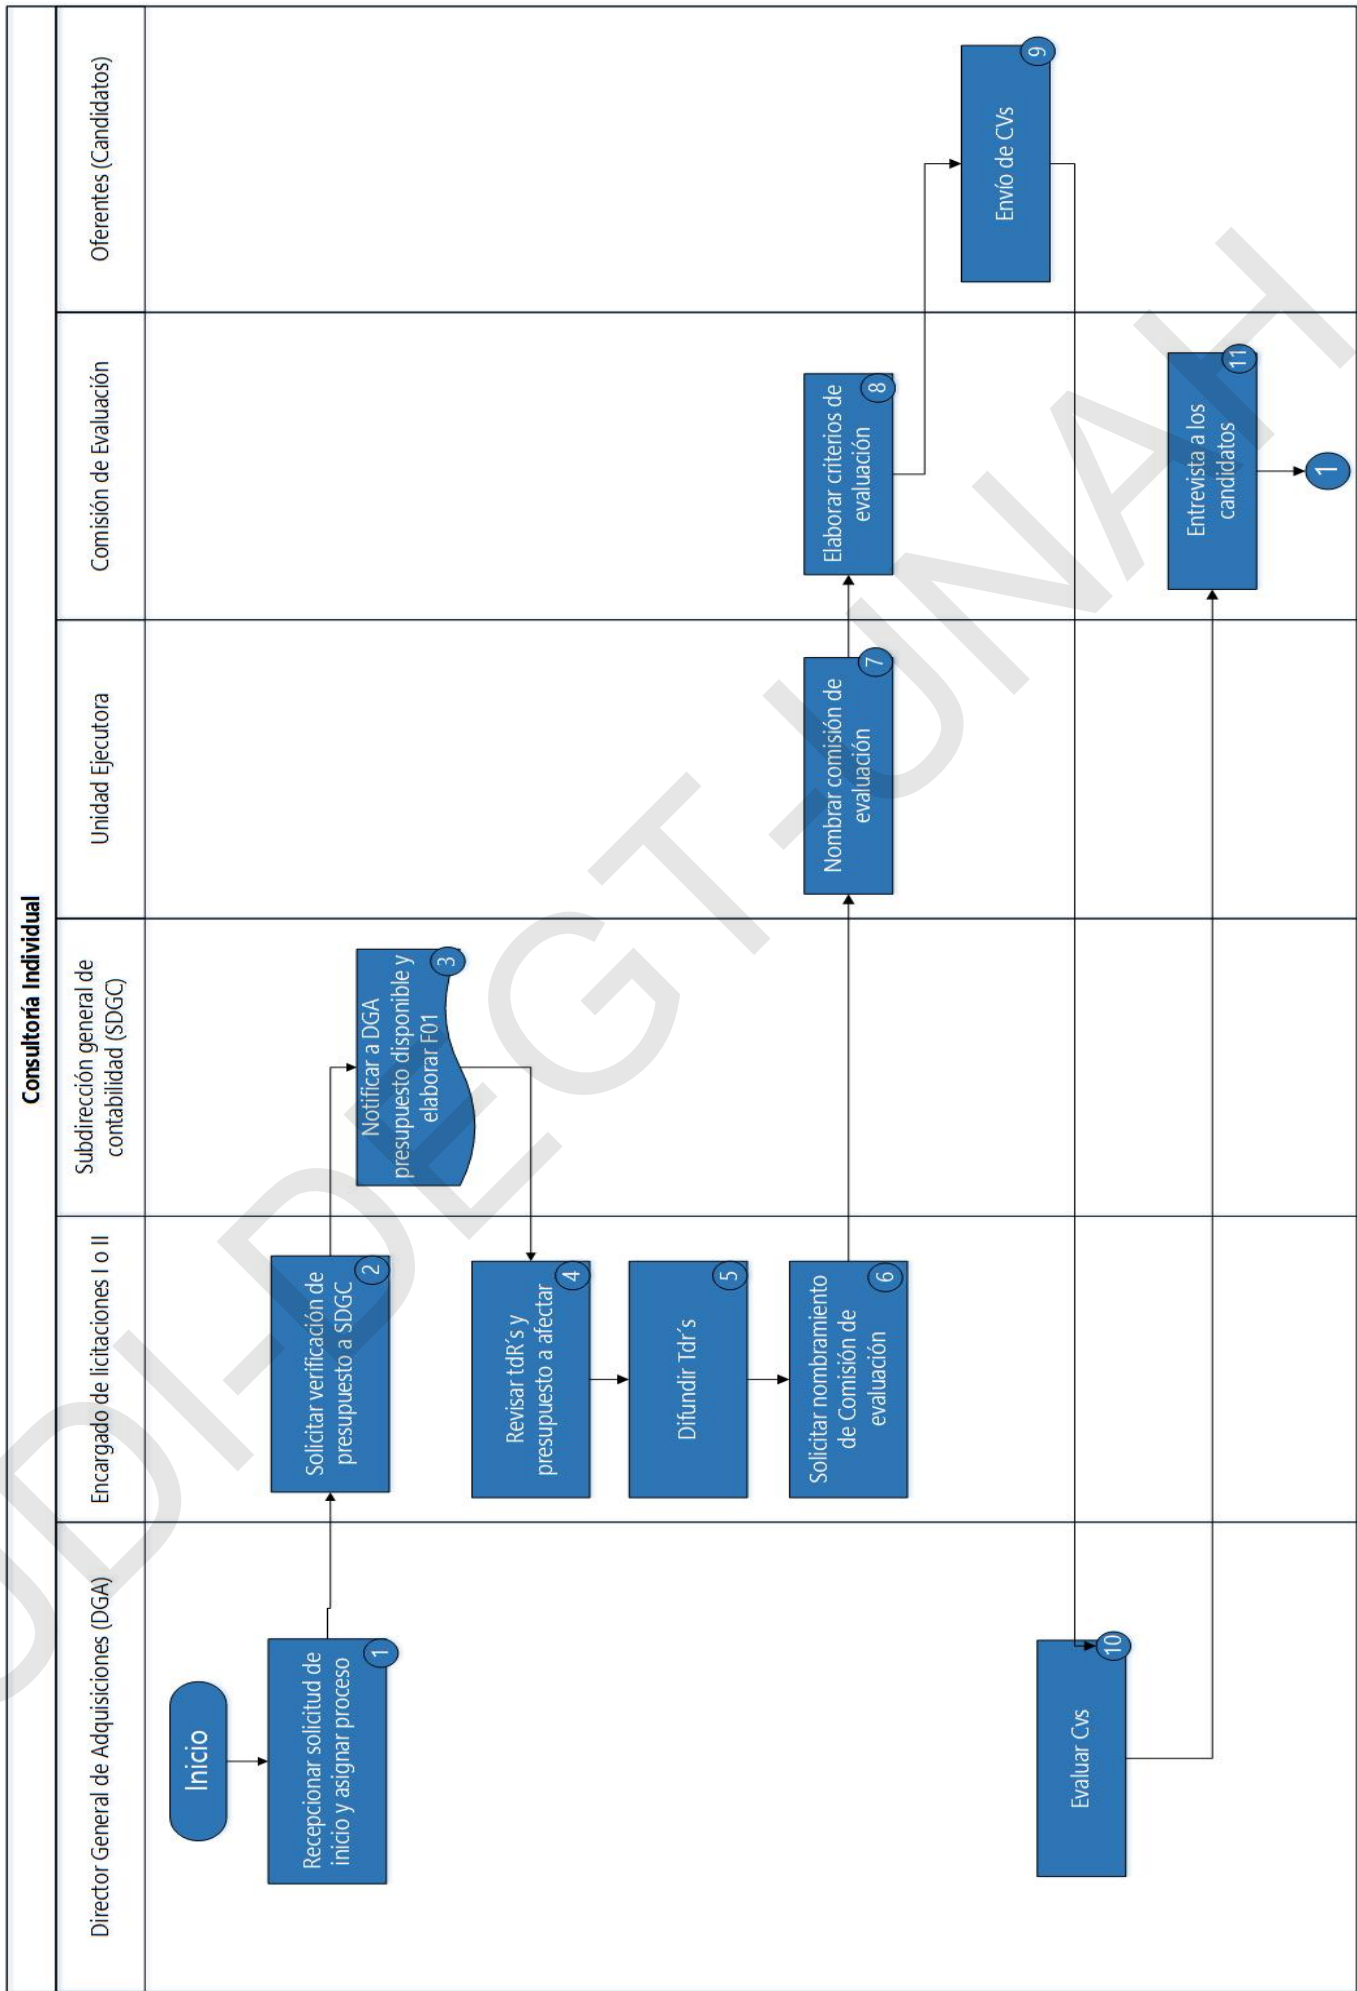 Consultoría Individual
Director General de Adquisiciones (DGA)
Encargado de licitaciones I o II
Subdirección general de
contabilidad (SDGC)
Unidad Ejecutora
Comisión de Evaluación
Oferentes (Candidatos)
Inicio
Recepcionar solicitud de
inicio y asignar proceso
1
Solicitar verificación de
presupuesto a SDGC
2
Notificar a DGA
presupuesto disponible y
elaborar F01
3
Revisar tdR´s y
presupuesto a afectar
4
Difundir Tdr´s
5
Solicitar nombramiento
de Comisión de
evaluación
6
Nombrar comisión de
evaluación
7
Elaborar criterios de
evaluación
8
Envío de CVs
9
Evaluar Cvs
10
Entrevista a los
candidatos
11
1
UDI-DEGT-UNAH